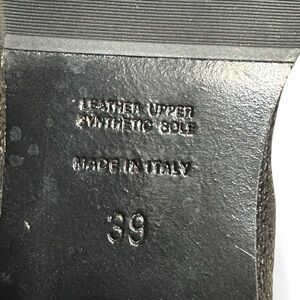 LEATHER UPPER
SYNTHETIC SOLE
MADE IN ITALY
39